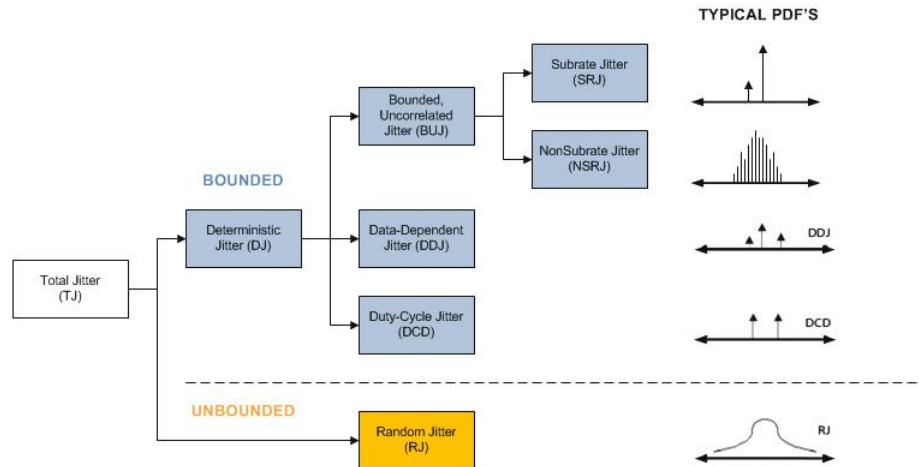 TYPICAL PDF'S
Subrate Jitter
(SRJ)
Bounded,
Uncorrelated
Jitter (BUJ)
NonSubrate Jitter
(NSRJ)
BOUNDED
Deterministic
Jitter (DJ)
Data-Dependent
Jitter (DDJ)
DDJ
Total Jitter
(TJ)
Duty-Cycle Jitter
(DCD)
DCD
UNBOUNDED
Random Jitter
(RJ)
RJ